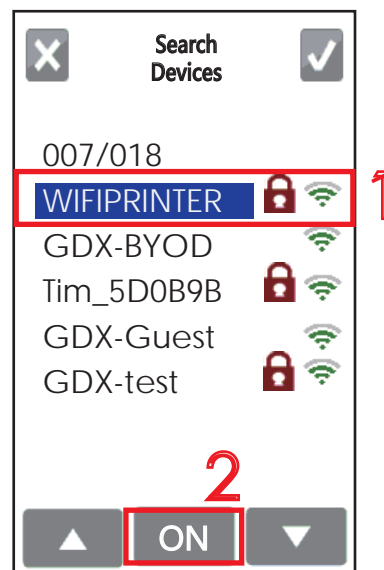 Search
Devices
007/018
WIFIPRINTER
1
GDX-BYOD
Tim_5D0B9B
GDX-Guest
GDX-test
2
ON